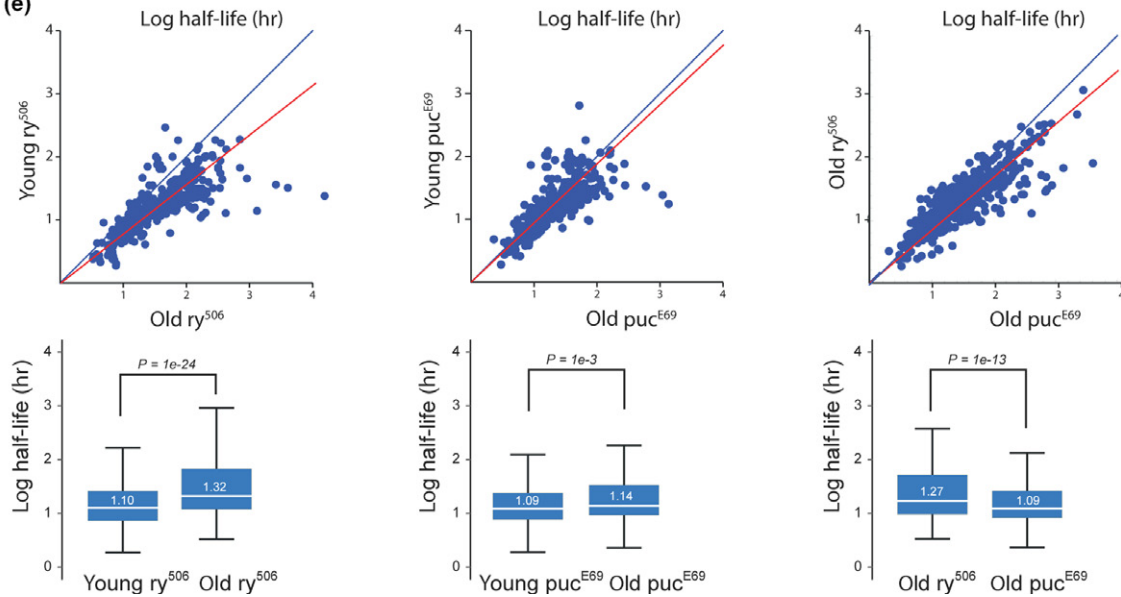 (e)
Log half-life (hr)
4
3
2
1
Young ry506
1
2
3
4
Old ry506
Log half-life (hr)
4
3
2
1
Young pucE69
1
2
3
4
Old pucE69
Log half-life (hr)
4
3
2
1
Old ry506
1
2
3
4
Old pucE69
Log half-life (hr)
4
3
2
1
0
P = 1e-24
1.10
1.32
Young ry506 Old ry506
Log half-life (hr)
4
3
2
1
0
P = 1e-3
1.09
1.14
Young pucE69 Old pucE69
Log half-life (hr)
4
3
2
1
0
P = 1e-13
1.27
1.09
Old ry506 Old pucE69